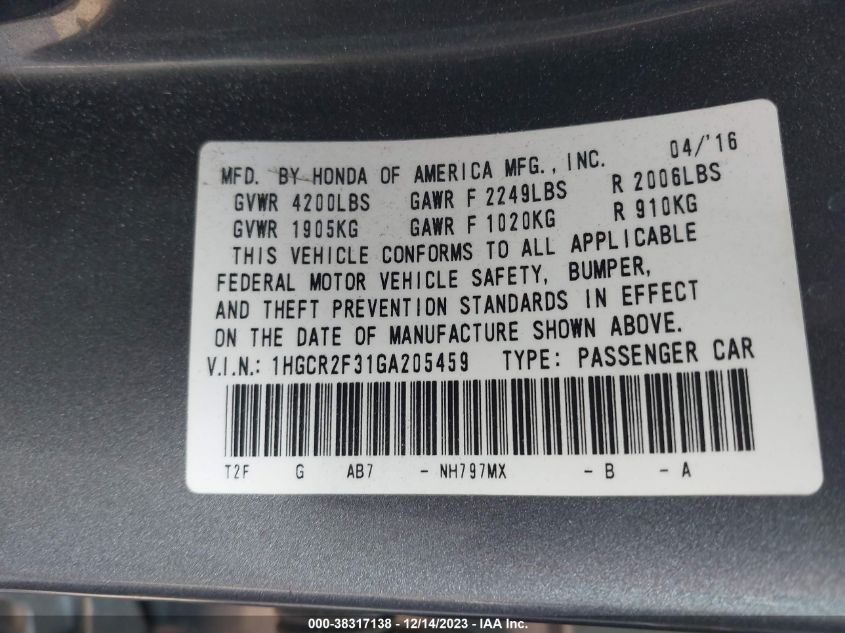 MFD. BY HONDA OF AMERICA MFG., INC. 04/'16
GVWR 4200LBS GAWR F 2249LBS R 2006LBS
GVWR 1905KG GAWR F 1020KG R 910KG
THIS VEHICLE CONFORMS TO ALL APPLICABLE
FEDERAL MOTOR VEHICLE SAFETY, BUMPER,
AND THEFT PREVENTION STANDARDS IN EFFECT
ON THE DATE OF MANUFACTURE SHOWN ABOVE.
V.I.N.: 1HGCR2F31GA205459 TYPE: PASSENGER CAR
T2F G AB7 - NH797MX - B - A
000-38317138 - 12/14/2023 - IAA Inc.